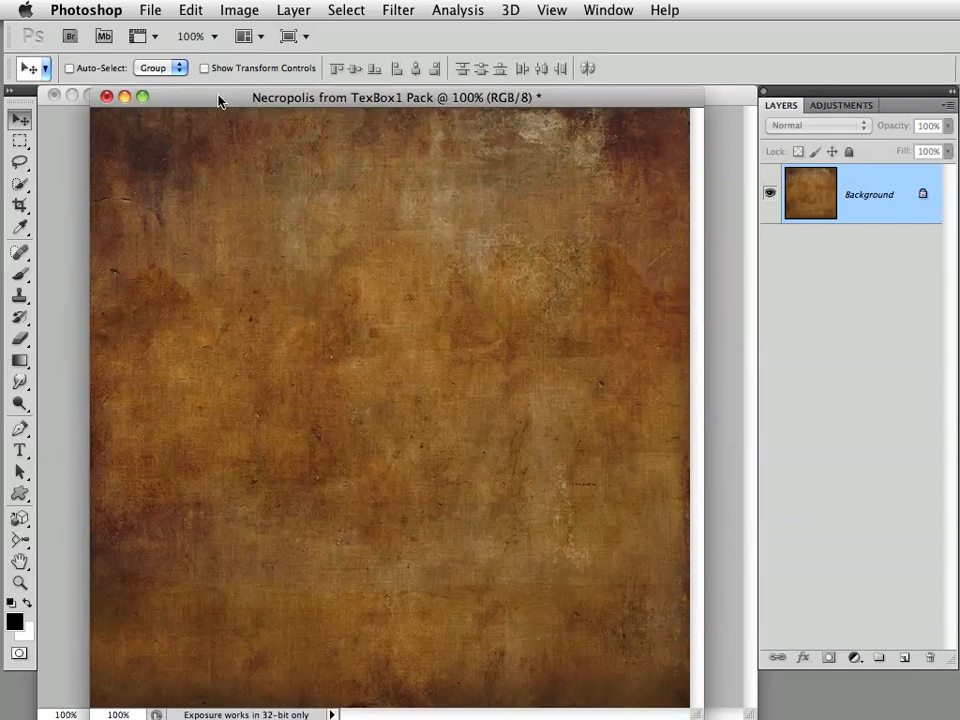 Photoshop File Edit Image Layer Select Filter Analysis 3D View Window Help
Ps Br Mb 100%
Auto-Select: Group Show Transform Controls
Necropolis from TexBox1 Pack @ 100% (RGB/8) *
LAYERS ADJUSTMENTS
Normal Opacity: 100%
Lock: Fill: 100%
Background
T
fx
100% 100% Exposure works in 32-bit only